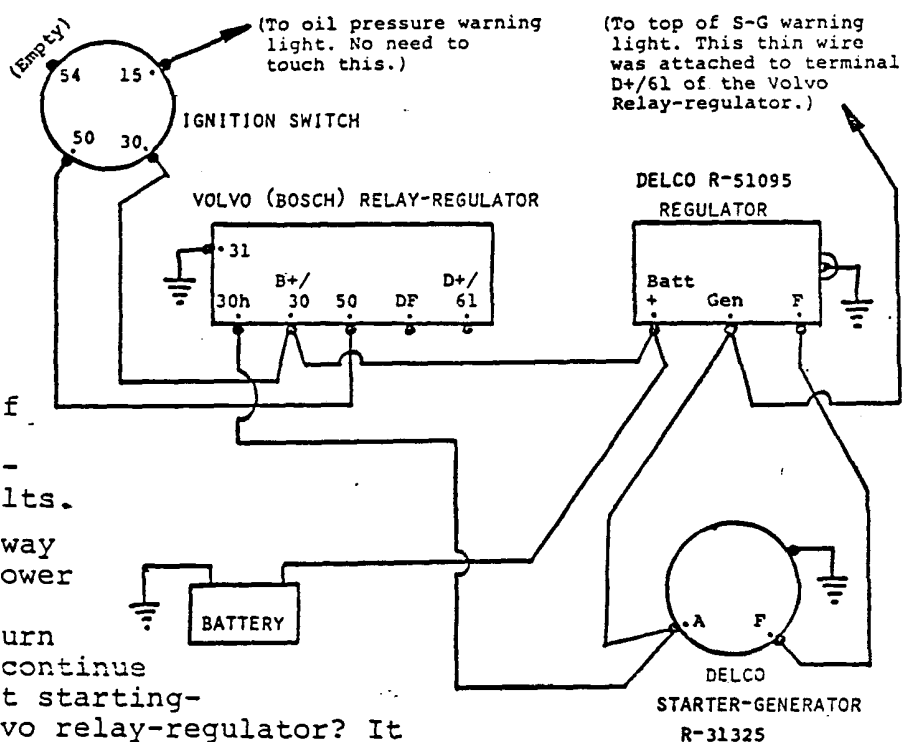 (Empty)
(To oil pressure warning
light. No need to
touch this.)
(To top of S-G warning
light. This thin wire
was attached to terminal
D+/61 of the Volvo
Relay-regulator.)
54
15
50
30
IGNITION SWITCH
VOLVO (BOSCH) RELAY-REGULATOR
31
B+/
D+/
30h
30
50
DF
61
DELCO R-51095
REGULATOR
Batt
+
Gen
F
f
-
lts.
way
ower
BATTERY
A
F
urn
continue
t starting-
vo relay-regulator? It
DELCO
STARTER-GENERATOR
R-31325